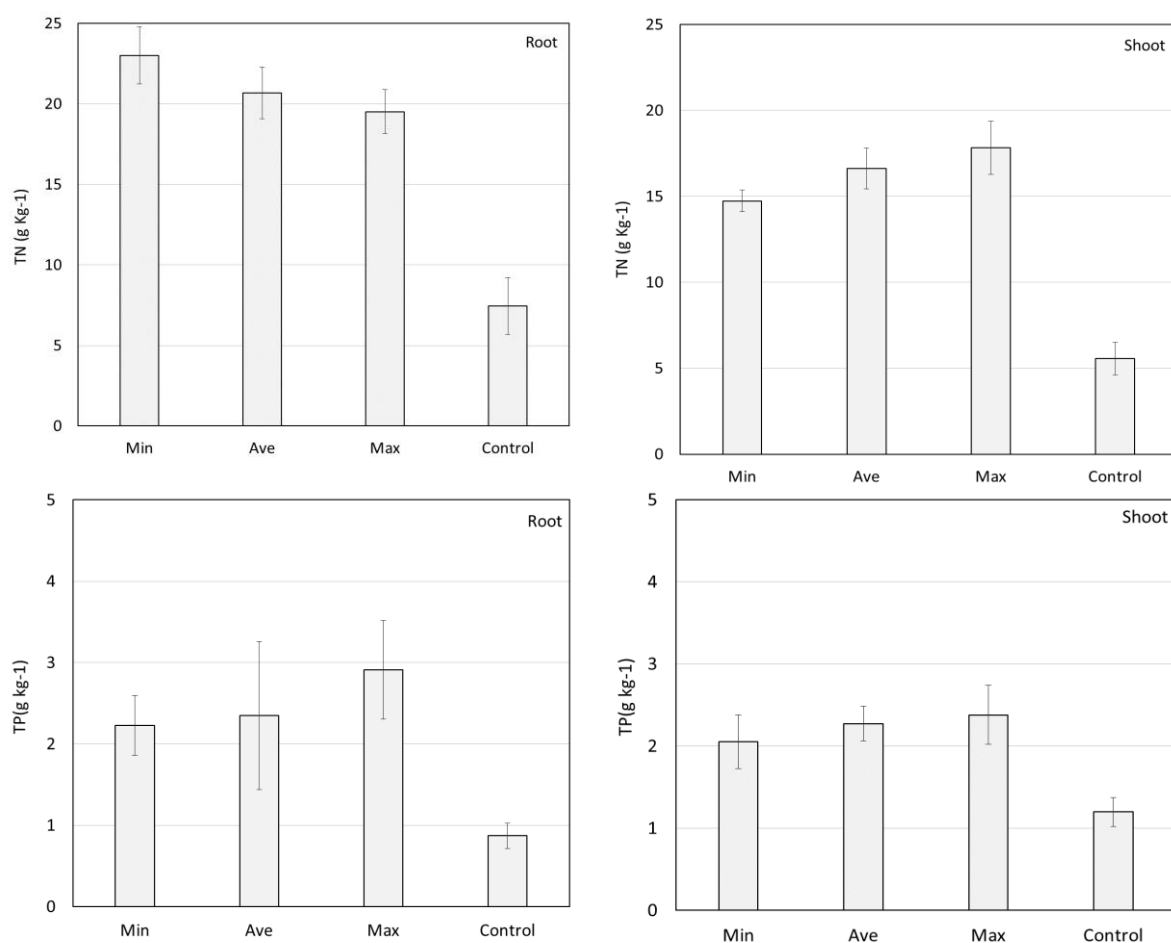 Root
25
20
15
10
5
0
TN (g Kg-1)
Min Ave Max Control
Shoot
25
20
15
10
5
0
TN (g Kg-1)
Min Ave Max Control
Root
5
4
3
2
1
0
TP(g kg-1)
Min Ave Max Control
Shoot
5
4
3
2
1
0
TP(g kg-1)
Min Ave Max Control